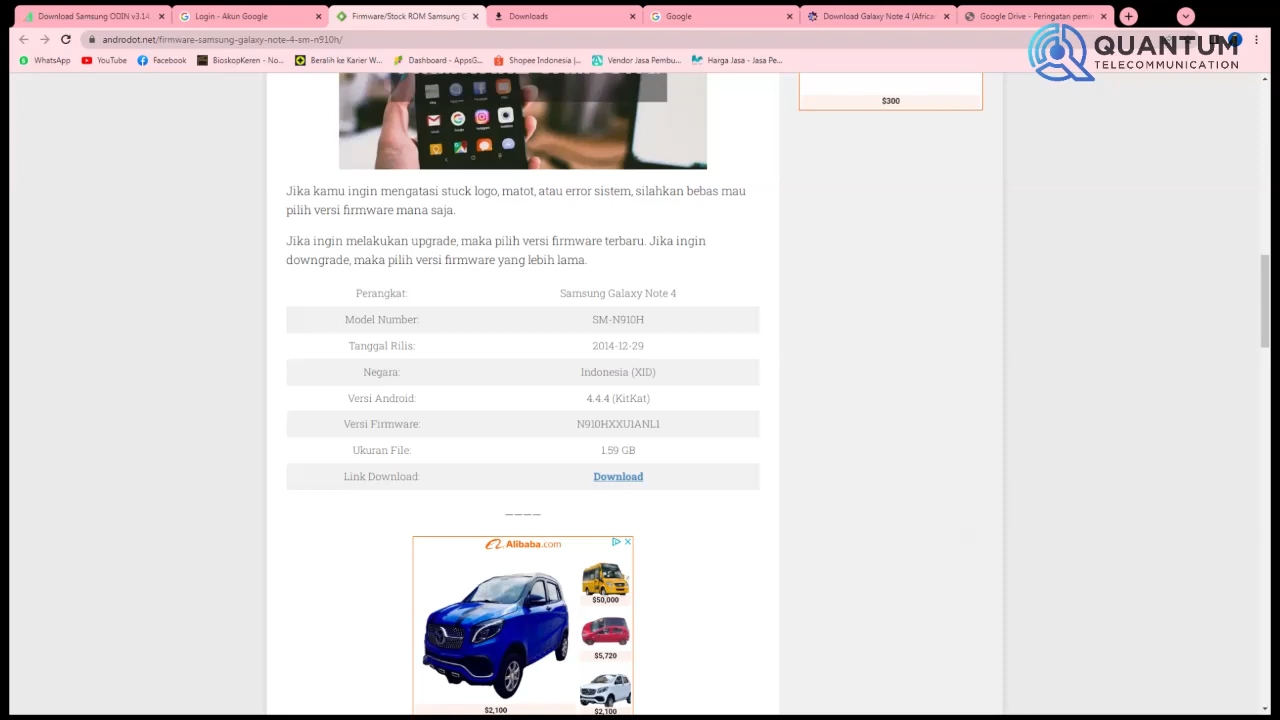 Download Samsung ODIN v3.14.
Login - Akun Google
Firmware/Stock ROM Samsung G
Downloads
Google
Download Galaxy Note 4 (Africa
Google Drive - Peringatan pemin
androdot.net/firmware-samsung-galaxy-note-4-sm-n910h/
QUANTUM
TELECOMMUNICATION
WhatsApp
YouTube
Facebook
BioskopKeren - No...
Beralih ke Karier W...
Dashboard - AppsG...
Shopee Indonesia |...
Vendor Jasa Pembu...
Harga Jasa - Jasa Pe...
$300
Jika kamu ingin mengatasi stuck logo, matot, atau error sistem, silahkan bebas mau
pilih versi firmware mana saja.
Jika ingin melakukan upgrade, maka pilih versi firmware terbaru. Jika ingin
downgrade, maka pilih versi firmware yang lebih lama.
Perangkat: Samsung Galaxy Note 4
Model Number: SM-N910H
Tanggal Rilis: 2014-12-29
Negara: Indonesia (XID)
Versi Android: 4.4.4 (KitKat)
Versi Firmware: N910HXXU1ANL1
Ukuran File: 1.59 GB
Link Download: Download
————
Alibaba.com
$50,000
$5,720
$2,100
$2,100